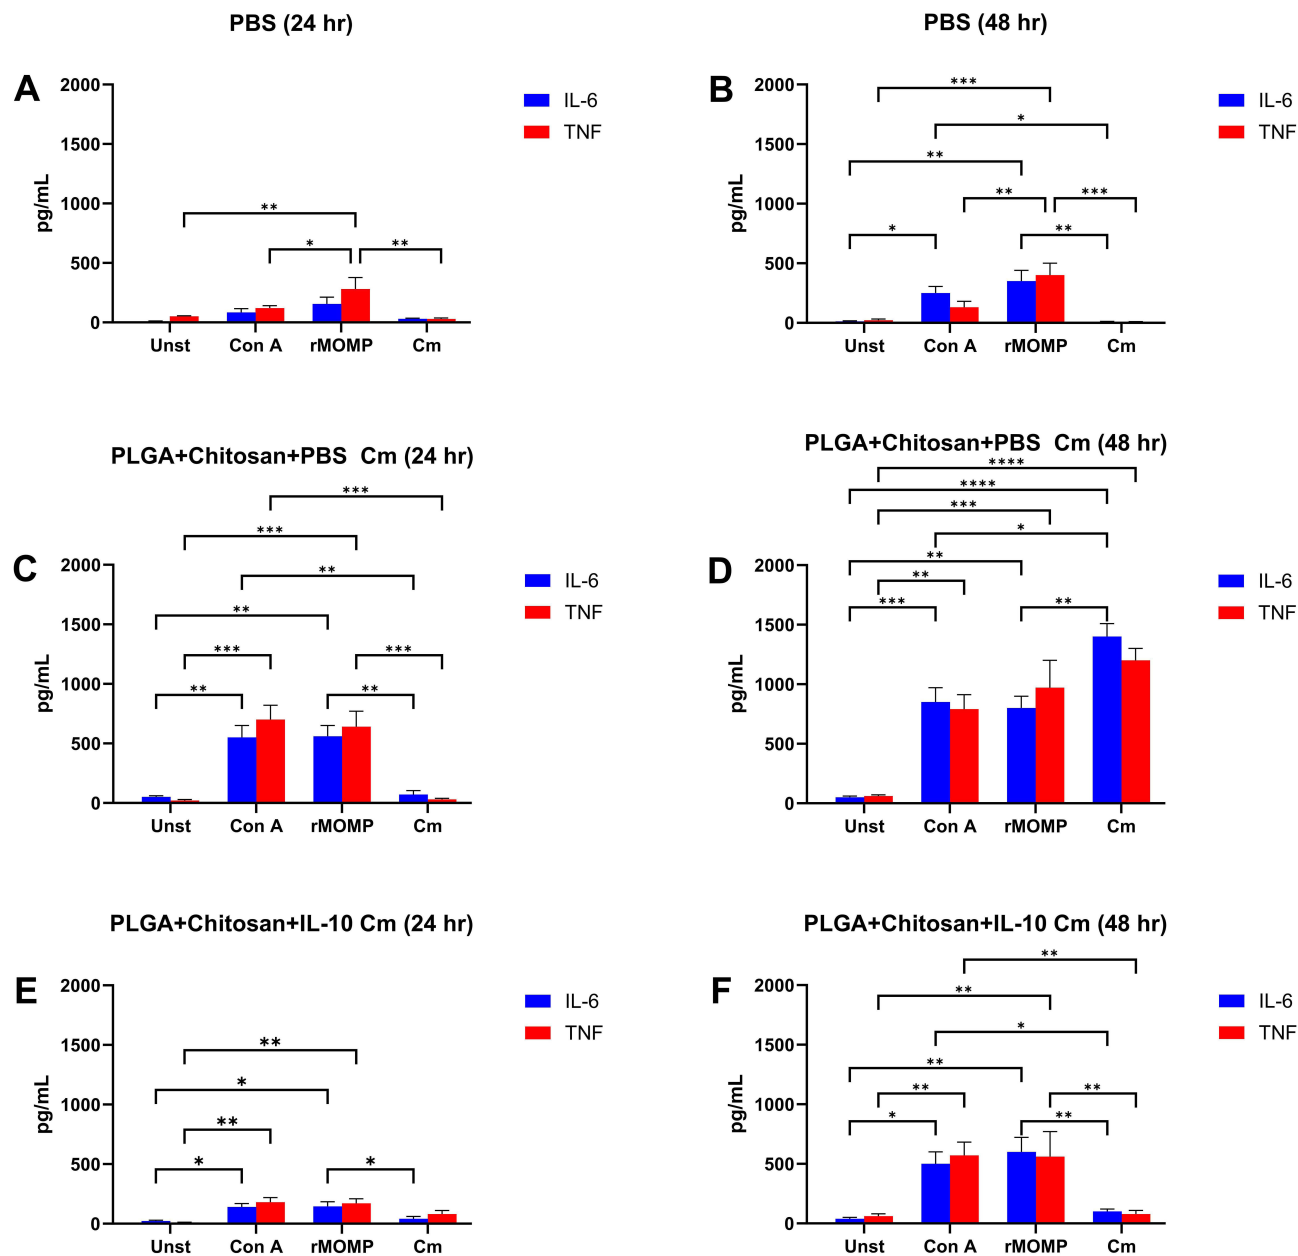 PBS (24 hr)
A
2000
1500
1000
500
0
pg/mL
**
*
**
Unst Con A rMOMP Cm
IL-6
TNF
PBS (48 hr)
B
2000
1500
1000
500
0
pg/mL
***
*
**
**
***
*
**
Unst Con A rMOMP Cm
IL-6
TNF
PLGA+Chitosan+PBS Cm (24 hr)
C
2000
1500
1000
500
0
pg/mL
***
***
**
**
***
***
**
**
Unst Con A rMOMP Cm
IL-6
TNF
PLGA+Chitosan+PBS Cm (48 hr)
D
2000
1500
1000
500
0
pg/mL
****
****
***
*
**
**
***
**
Unst Con A rMOMP Cm
IL-6
TNF
PLGA+Chitosan+IL-10 Cm (24 hr)
E
2000
1500
1000
500
0
pg/mL
**
*
**
*
*
Unst Con A rMOMP Cm
IL-6
TNF
PLGA+Chitosan+IL-10 Cm (48 hr)
F
2000
1500
1000
500
0
pg/mL
**
**
*
**
**
**
*
**
Unst Con A rMOMP Cm
IL-6
TNF